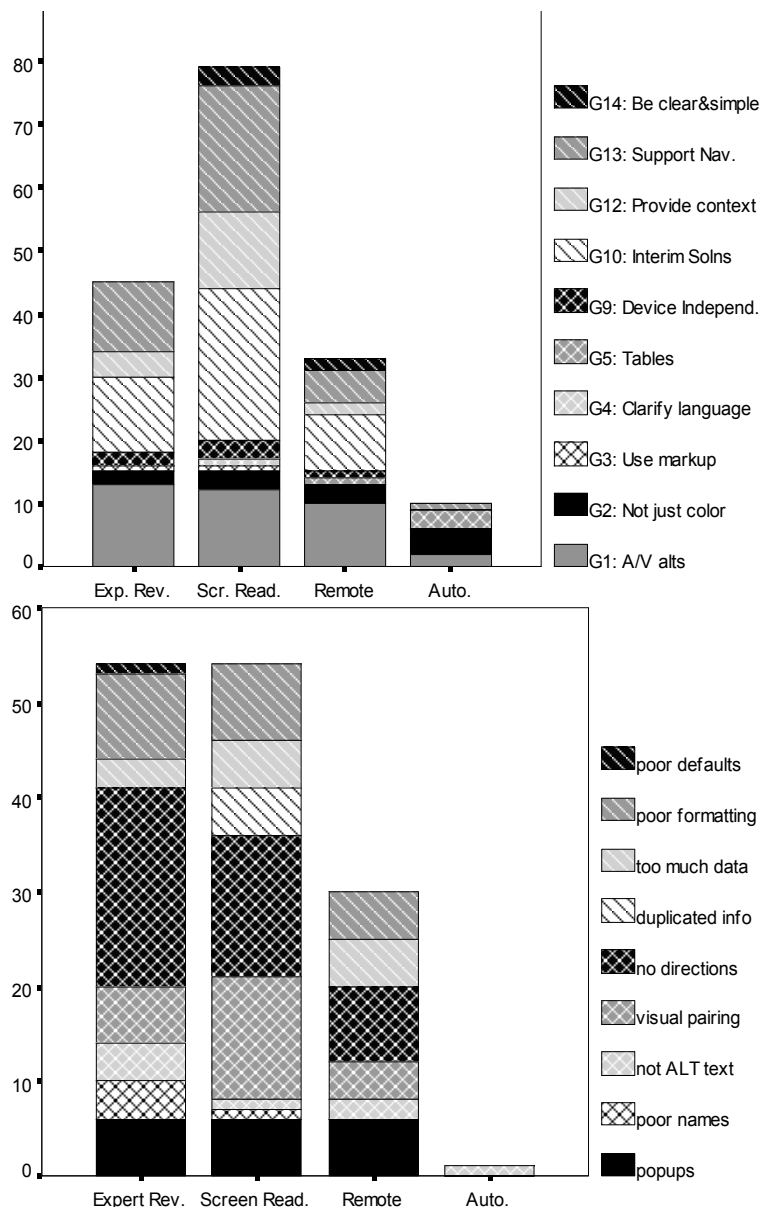 80
70
60
50
40
30
20
10
0
Exp. Rev. Scr. Read. Remote Auto.
G14: Be clear&simple
G13: Support Nav.
G12: Provide context
G10: Interim Solns
G9: Device Independ.
G5: Tables
G4: Clarify language
G3: Use markup
G2: Not just color
G1: A/V alts
60
50
40
30
20
10
0
Expert Rev. Screen Read. Remote Auto.
poor defaults
poor formatting
too much data
duplicated info
no directions
visual pairing
not ALT text
poor names
popups